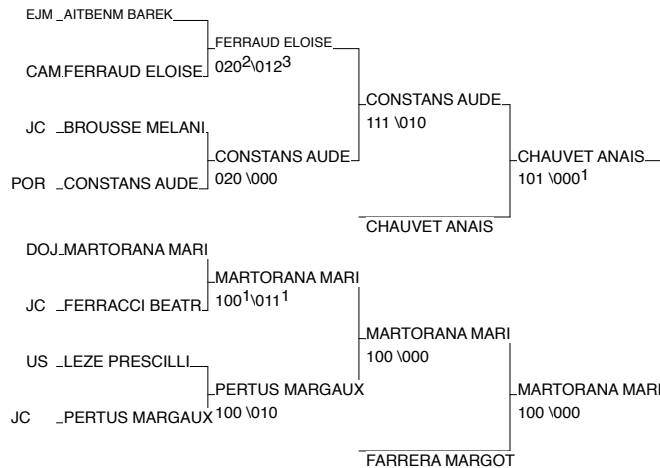 EJM AITBENM BAREK
FERRAUD ELOISE
020²\012³
CAM FERRAUD ELOISE
CONSTANS AUDE
111 \010
JC BROUSSE MELANI
CONSTANS AUDE
020 \000
CHAUVET ANAIS
101 \000¹
POR CONSTANS AUDE
CHAUVET ANAIS
DOJ MARTORANA MARI
MARTORANA MARI
100¹\011¹
JC FERRACCI BEATR
MARTORANA MARI
100 \000
US LEZE PRESCILLI
PERTUS MARGAUX
100 \010
MARTORANA MARI
100 \000
JC PERTUS MARGAUX
FARRERA MARGOT